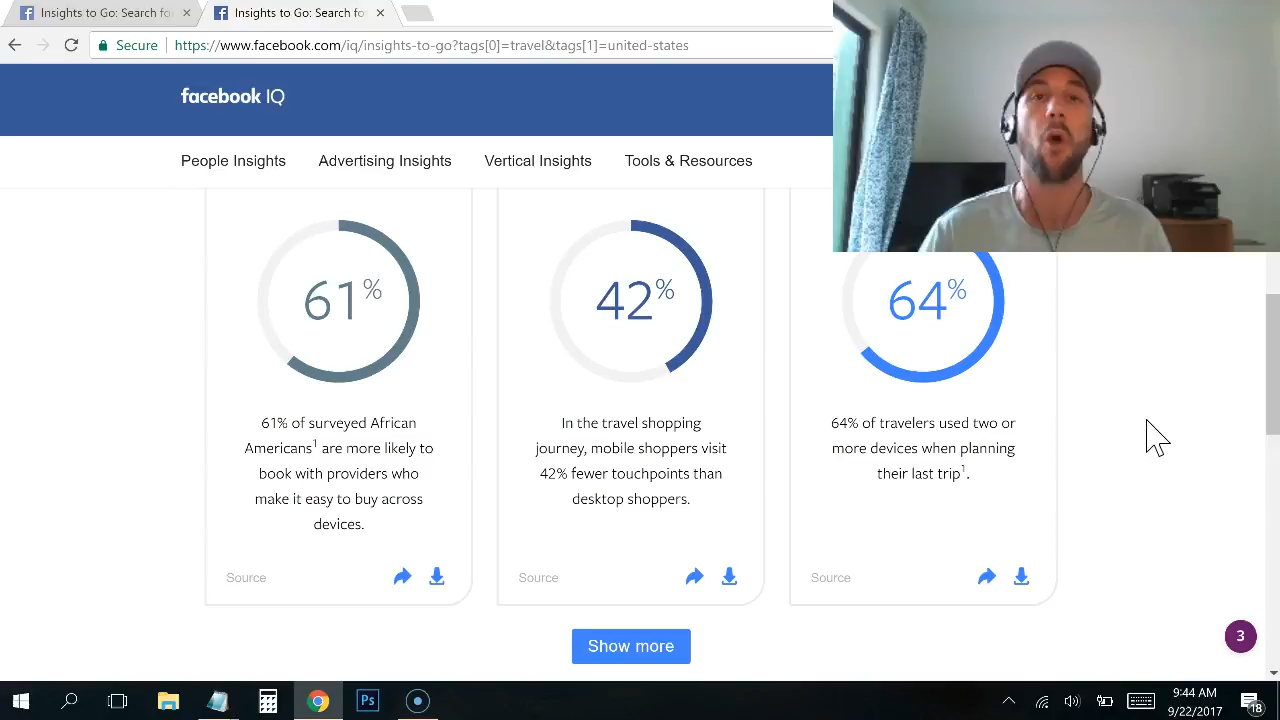 Insights to Go: Search fo
Insights to Go: Search fo
Secure https://www.facebook.com/iq/insights-to-go?tags[0]=travel&tags[1]=united-states
facebook IQ
People Insights Advertising Insights Vertical Insights Tools & Resources
61%
61% of surveyed African
Americans1 are more likely to
book with providers who
make it easy to buy across
devices.
Source
42%
In the travel shopping
journey, mobile shoppers visit
42% fewer touchpoints than
desktop shoppers.
Source
64%
64% of travelers used two or
more devices when planning
their last trip1.
Source
Show more
3
Ps
9:44 AM
9/22/2017
18